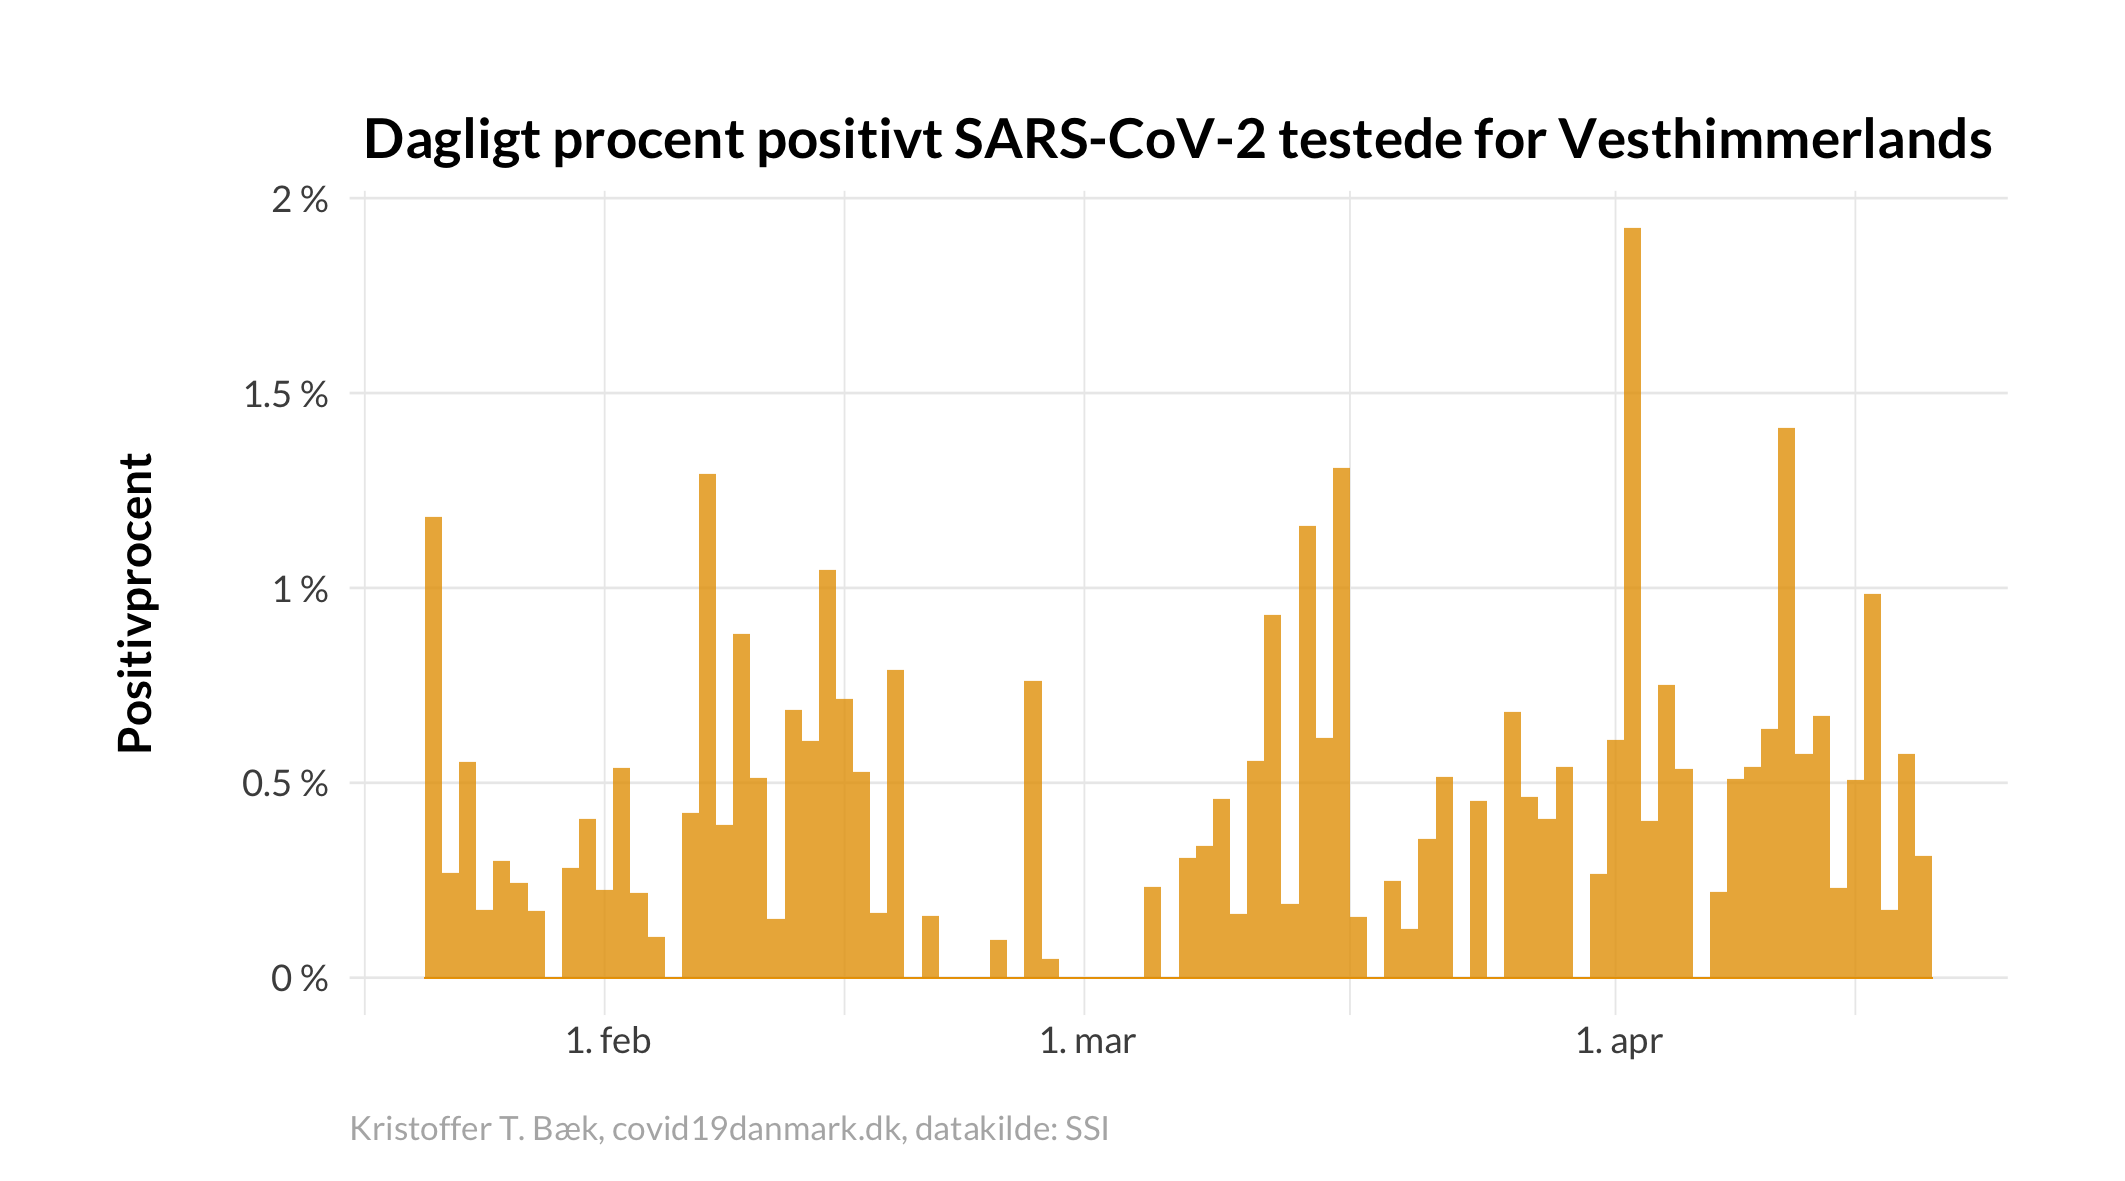 Dagligt procent positivt SARS-CoV-2 testede for Vesthimmerlands
2 %
1.5 %
1 %
0.5 %
0 %
Positivprocent
1. feb
1. mar
1. apr
Kristoffer T. Bæk, covid19danmark.dk, datakilde: SSI